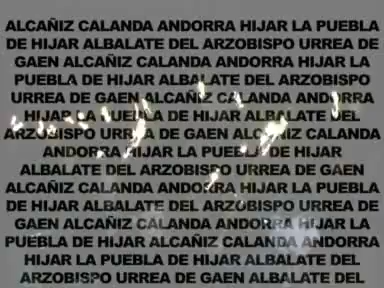 ALCAÑIZ CALANDA ANDORRA HIJAR LA PUEBLA
DE HIJAR ALBALATE DEL ARZOBISPO URREA DE
GAEN ALCAÑIZ CALANDA ANDORRA HIJAR LA
PUEBLA DE HIJAR ALBALATE DEL ARZOBISPO
URREA DE GAEN ALCAÑIZ CALANDA ANDORRA
HIJAR LA PUEBLA DE HIJAR ALBALATE DEL
ARZOBISPO URREA DE GAEN ALCAÑIZ CALANDA
ANDORRA HIJAR LA PUEBLA DE HIJAR
ALBALATE DEL ARZOBISPO URREA DE GAEN
ALCAÑIZ CALANDA ANDORRA HIJAR LA PUEBLA
DE HIJAR ALBALATE DEL ARZOBISPO URREA DE
GAEN ALCAÑIZ CALANDA ANDORRA HIJAR LA
PUEBLA DE HIJAR ALCAÑIZ CALANDA ANDORRA
HIJAR LA PUEBLA DE HIJAR ALBALATE DEL
ARZOBISPO URREA DE GAEN ALBALATE DEL